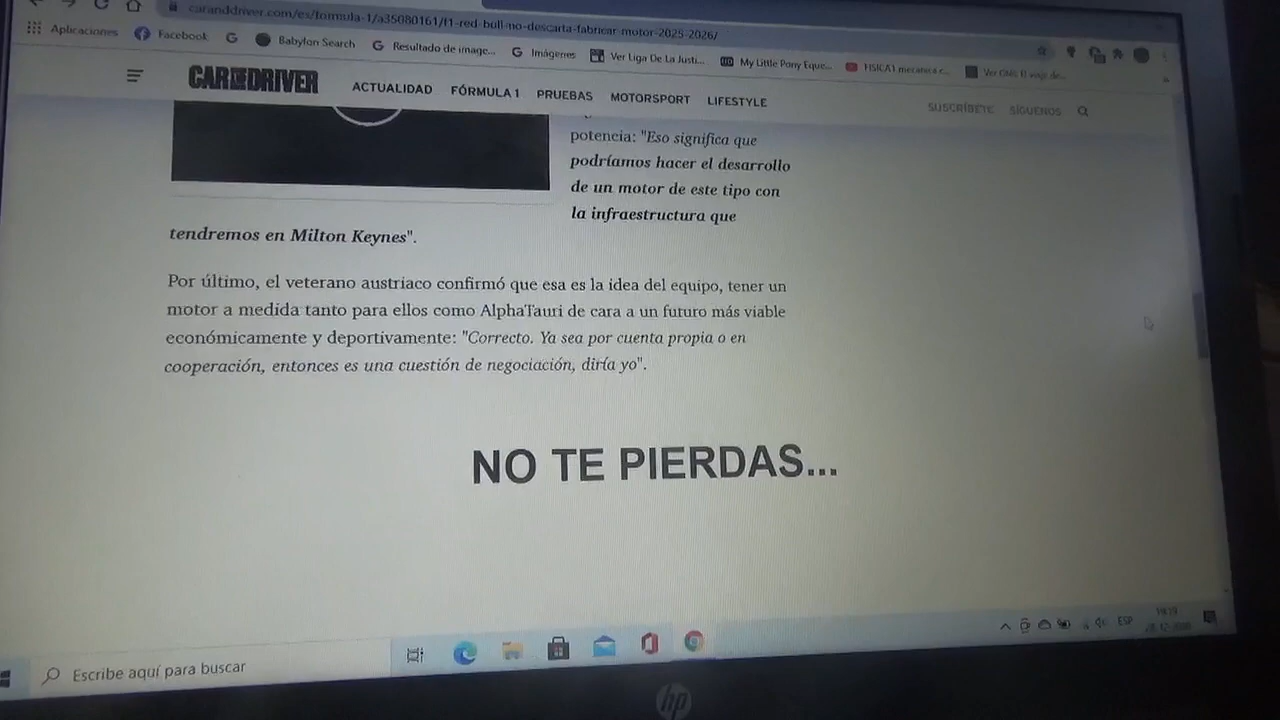 caranddriver.com/es/formula-1/a35080161/f1-red-bull-no-descarta-fabricar-motor-2025-2026/
Aplicaciones Facebook Babylon Search Resultado de image... Imágenes Ver Liga De La Justi... My Little Pony Eque... FISICA1 mecanica c...
CAR AND DRIVER ACTUALIDAD FÓRMULA 1 PRUEBAS MOTORSPORT LIFESTYLE SUSCRÍBETE SÍGUENOS
potencia: "Eso significa que
podríamos hacer el desarrollo
de un motor de este tipo con
la infraestructura que
tendremos en Milton Keynes".
Por último, el veterano austriaco confirmó que esa es la idea del equipo, tener un
motor a medida tanto para ellos como AlphaTauri de cara a un futuro más viable
económicamente y deportivamente: "Correcto. Ya sea por cuenta propia o en
cooperación, entonces es una cuestión de negociación, diría yo".
NO TE PIERDAS...
Escribe aquí para buscar
ESP
hp